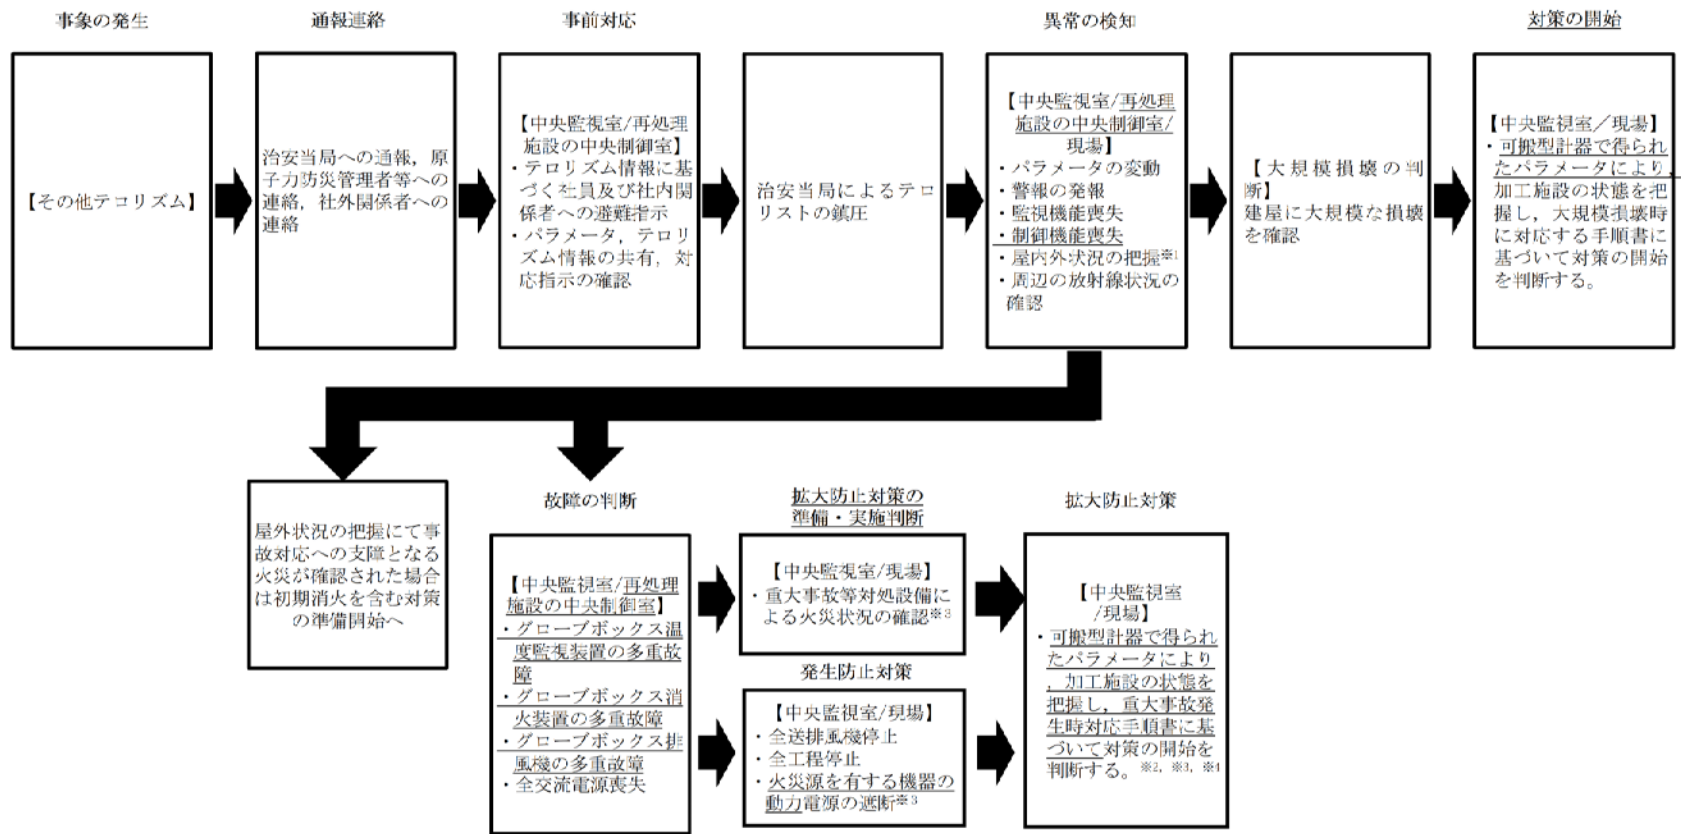 事象の発生
通報連絡
事前対応
異常の検知
対策の開始
【その他テロリズム】
治安当局への通報，原
子力防災管理者等への
連絡，社外関係者への
連絡
【中央監視室/再処理
施設の中央制御室】
・テロリズム情報に基
づく社員及び社内関
係者への避難指示
・パラメータ，テロリ
ズム情報の共有，対
応指示の確認
治安当局によるテロ
リストの鎮圧
【中央監視室/再処理
施設の中央制御室/
現場】
・パラメータの変動
・警報の発報
・監視機能喪失
・制御機能喪失
・屋内外状況の把握※1
・周辺の放射線状況の
確認
【大規模損壊の判
断】
建屋に大規模な損壊
を確認
【中央監視室／現場】
・可搬型計器で得られ
たパラメータにより，
加工施設の状態を把
握し，大規模損壊時
に対応する手順書に
基づいて対策の開始
を判断する。
屋外状況の把握にて事
故対応への支障となる
火災が確認された場合
は初期消火を含む対策
の準備開始へ
故障の判断
【中央監視室/再処理
施設の中央制御室】
・グローブボックス温
度監視装置の多重故
障
・グローブボックス消
火装置の多重故障
・グローブボックス排
風機の多重故障
・全交流電源喪失
拡大防止対策の
準備・実施判断
【中央監視室/現場】
・重大事故等対処設備に
よる火災状況の確認※3
発生防止対策
【中央監視室/現場】
・全送排風機停止
・全工程停止
・火災源を有する機器の
動力電源の遮断※3
拡大防止対策
【中央監視室
/現場】
・可搬型計器で得られ
たパラメータにより
，加工施設の状態を
把握し，重大事故発
生時対応手順書に基
づいて対策の開始を
判断する。※2，※3，※4